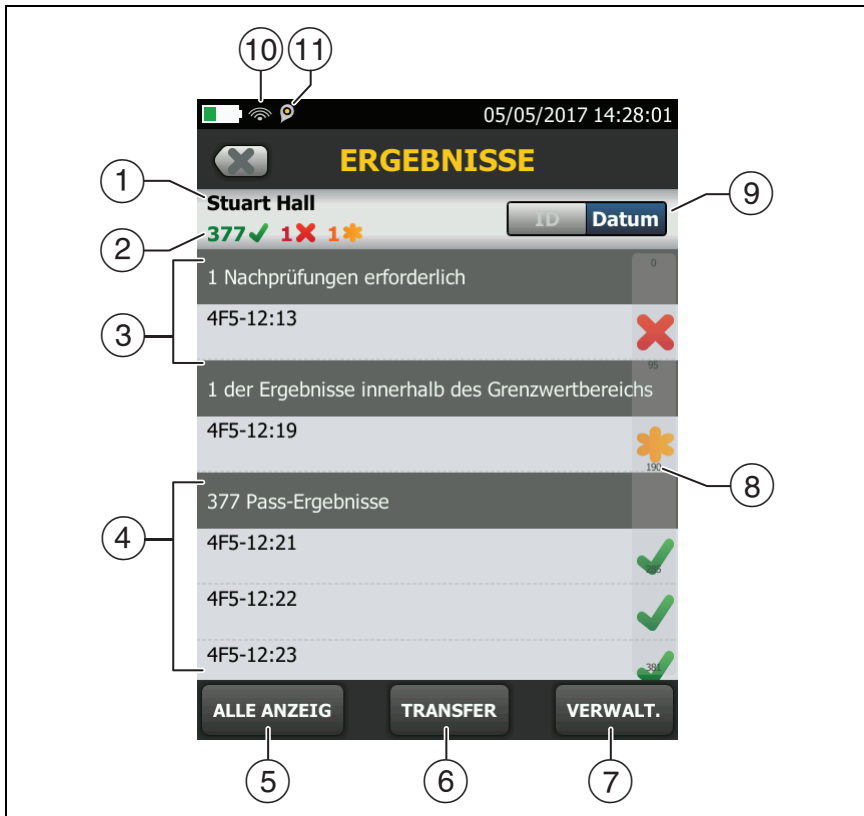 10 11
05/05/2017 14:28:01
ERGEBNISSE
1
Stuart Hall
ID Datum
9
2
377 1 1
0
3
1 Nachprüfungen erforderlich
4F5-12:13
95
1 der Ergebnisse innerhalb des Grenzwertbereichs
4F5-12:19
190
8
4
377 Pass-Ergebnisse
4F5-12:21
285
4F5-12:22
4F5-12:23
381
ALLE ANZEIG TRANSFER VERWALT.
5 6 7